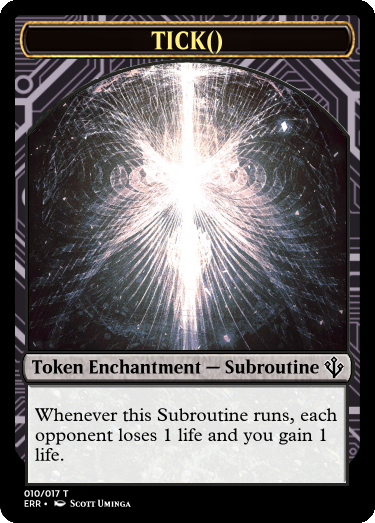 TICK()
Token Enchantment — Subroutine
Whenever this Subroutine runs, each
opponent loses 1 life and you gain 1
life.
010/017 T
ERR • Scott Uminga